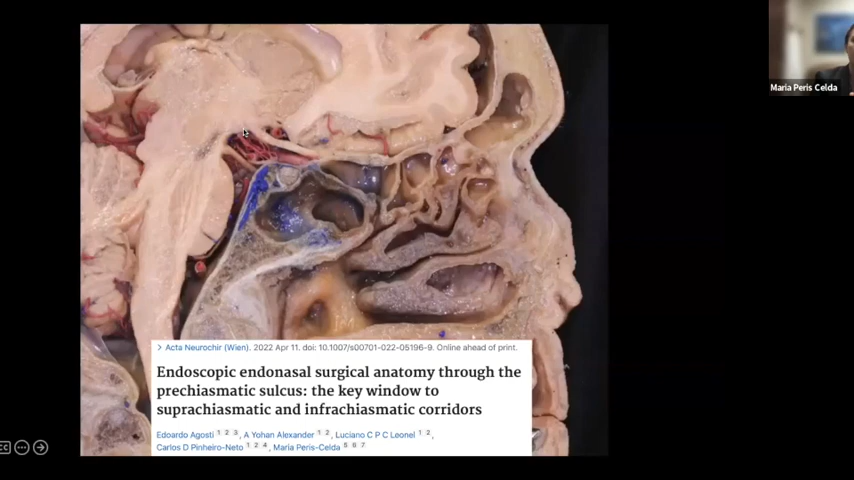 Maria Peris Celda
> Acta Neurochir (Wien). 2022 Apr 11. doi: 10.1007/s00701-022-05196-9. Online ahead of print.
Endoscopic endonasal surgical anatomy through the
prechiasmatic sulcus: the key window to
suprachiasmatic and infrachiasmatic corridors
Edoardo Agosti 1 2 3, A Yohan Alexander 1 2, Luciano C P C Leonel 1 2,
Carlos D Pinheiro-Neto 1 2 4, Maria Peris-Celda 5 6 7
CC